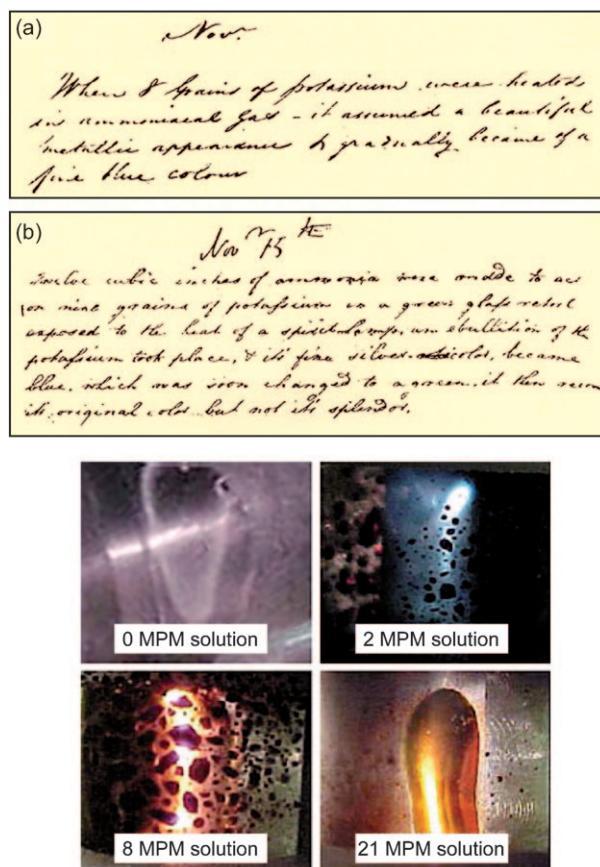 (a)
Novr
When 8 Grains of potassium were heated
in ammoniacal gas - it assumed a beautiful
metallic appearance & gradually became of a
fine blue colour
(b)
Novr 15th
Twelve cubic inches of ammonia were made to act
on nine grains of potassium in a green glass retort
exposed to the heat of a spirit-lamp, an ebullition of the
potassium took place, & its fine silver color, became
blue, which was soon changed to a green, it then
its original color but not its splendor.
0 MPM solution
2 MPM solution
8 MPM solution
21 MPM solution